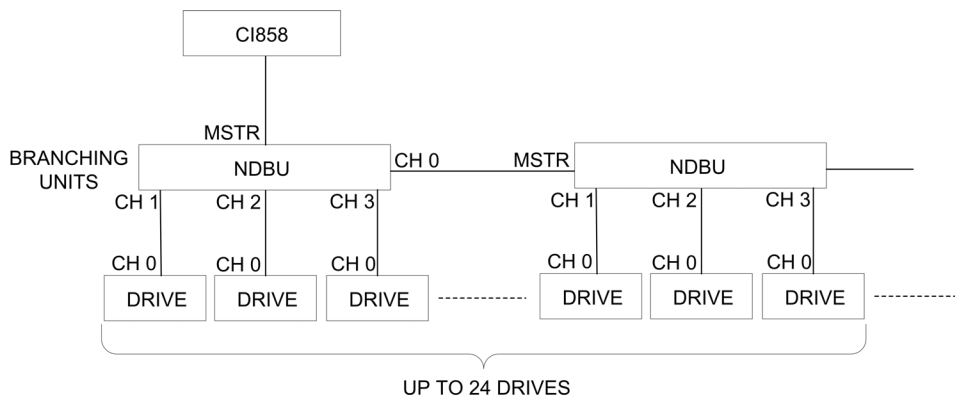 CI858
MSTR
BRANCHING
UNITS
NDBU
CH 0
MSTR
NDBU
CH 1
CH 2
CH 3
CH 1
CH 2
CH 3
CH 0
CH 0
CH 0
CH 0
CH 0
CH 0
DRIVE
DRIVE
DRIVE
DRIVE
DRIVE
DRIVE
UP TO 24 DRIVES